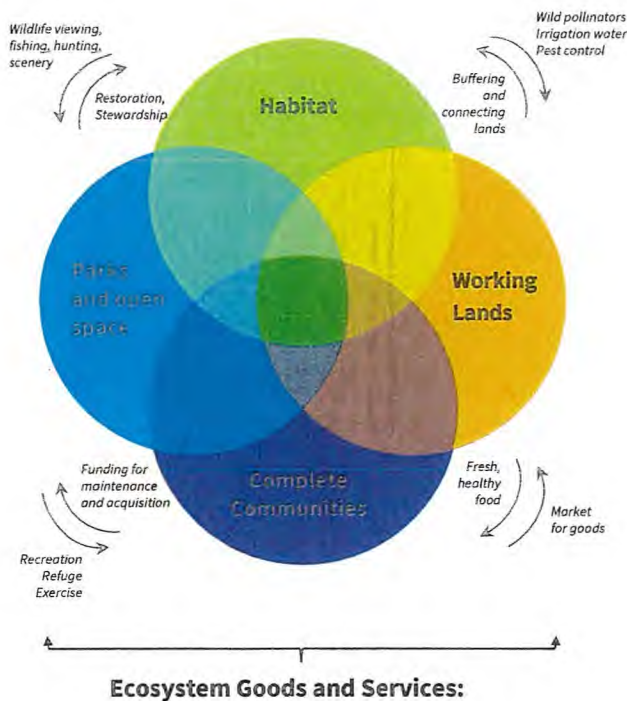 Wildlife viewing,
fishing, hunting,
scenery
Restoration,
Stewardship
Wild pollinators
Irrigation water
Pest control
Buffering
and
connecting
lands
Habitat
Parks
and open
space
Working
Lands
Complete
Communities
Funding for
maintenance
and acquisition
Recreation
Refuge
Exercise
Fresh,
healthy
food
Market
for goods
Ecosystem Goods and Services: